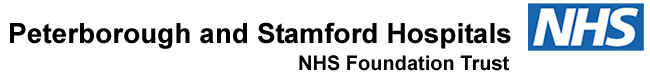 Peterborough and Stamford Hospitals NHS
NHS Foundation Trust